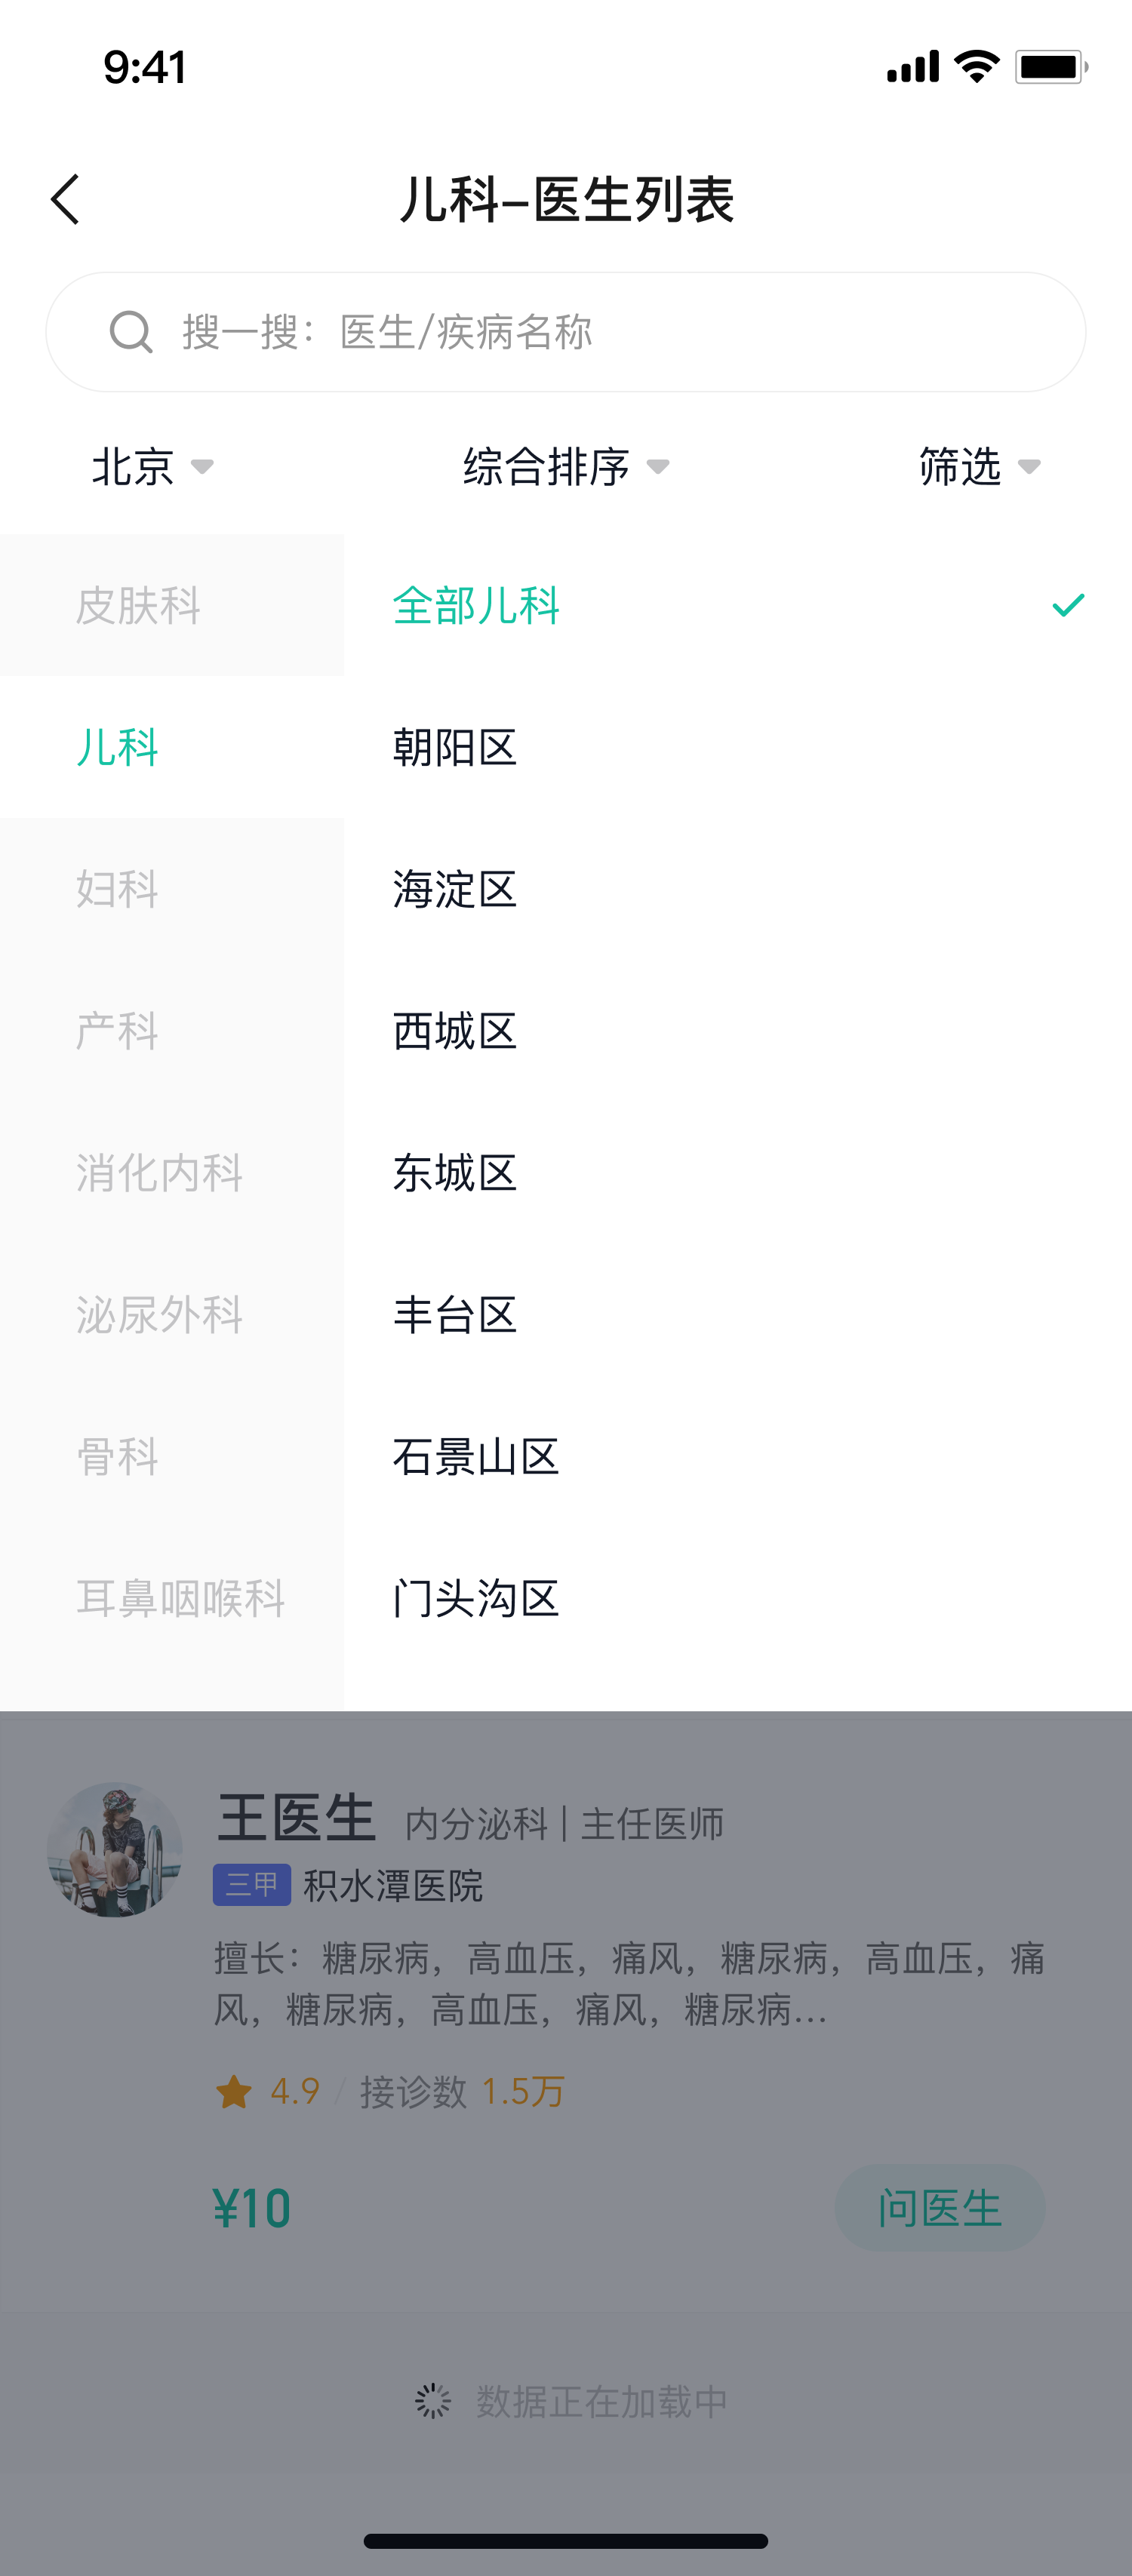 9:41
儿科-医生列表
搜一搜：医生/疾病名称
北京 综合排序 筛选
皮肤科 全部儿科
儿科 朝阳区
妇科 海淀区
产科 西城区
消化内科 东城区
泌尿外科 丰台区
骨科 石景山区
耳鼻咽喉科 门头沟区
王医生 内分泌科 | 主任医师
三甲 积水潭医院
擅长：糖尿病，高血压，痛风，糖尿病，高血压，痛
风，糖尿病，高血压，痛风，糖尿病...
4.9 / 接诊数 1.5万
¥10 问医生
数据正在加载中